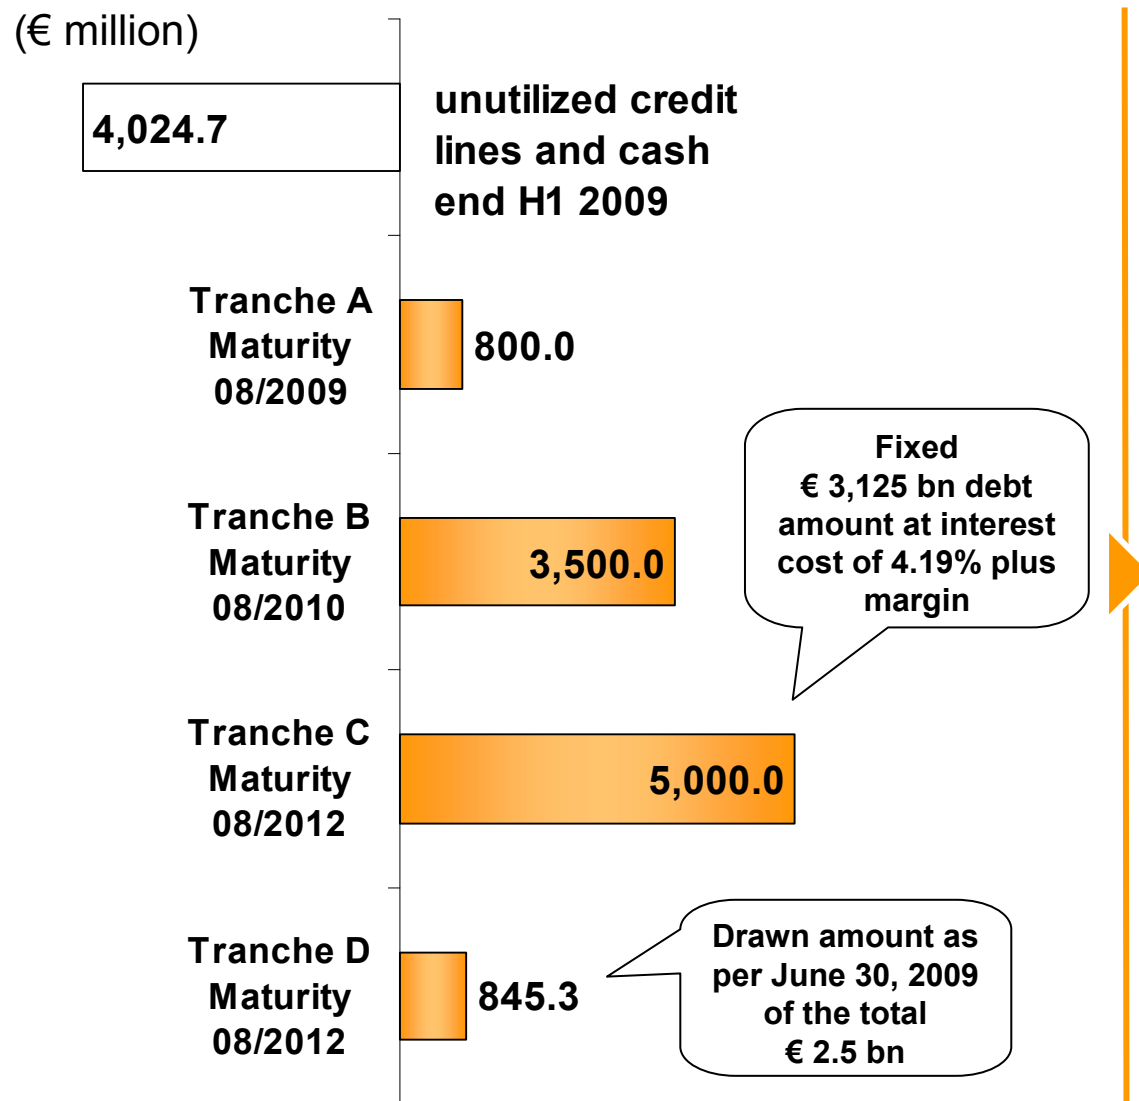 (€ million)
4,024.7
unutilized credit
lines and cash
end H1 2009
Tranche A
Maturity
08/2009
800.0
Tranche B
Maturity
08/2010
3,500.0
Fixed
€ 3,125 bn debt
amount at interest
cost of 4.19% plus
margin
Tranche C
Maturity
08/2012
5,000.0
Tranche D
Maturity
08/2012
845.3
Drawn amount as
per June 30, 2009
of the total
€ 2.5 bn